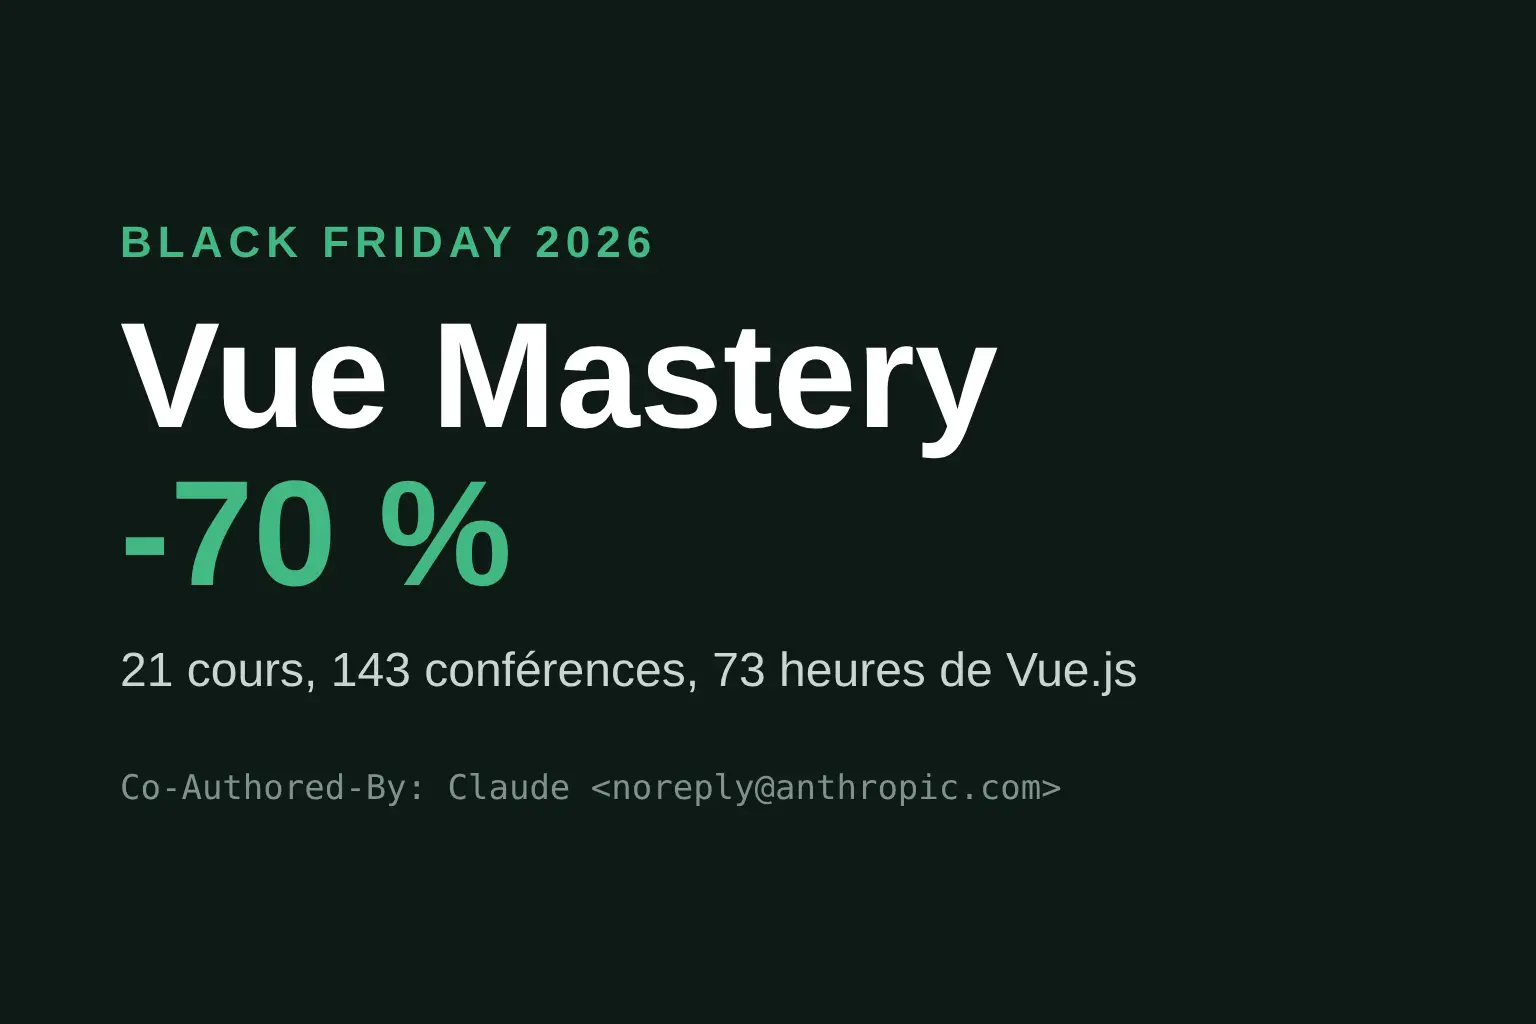 BLACK FRIDAY 2026
Vue Mastery
-70 %
21 cours, 143 conférences, 73 heures de Vue.js
Co-Authored-By: Claude <noreply@anthropic.com>